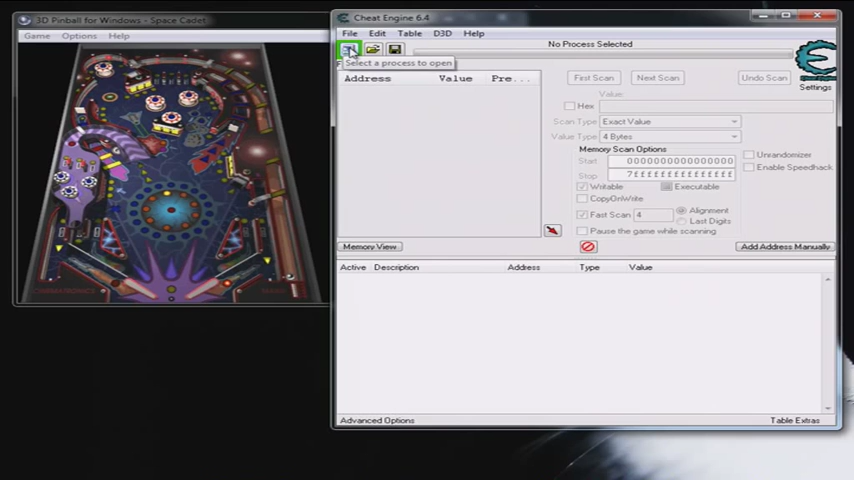 3D Pinball for Windows - Space Cadet
Game Options Help
Cheat Engine 6.4
File Edit Table D3D Help
No Process Selected
Select a process to open
Address Value Pre...
First Scan Next Scan Undo Scan
Settings
Value:
Hex
Scan Type Exact Value
Value Type 4 Bytes
Memory Scan Options
Start 0000000000000000
Stop 7fffffffffffffff
Unrandomizer
Enable Speedhack
Writable Executable
CopyOnWrite
Fast Scan 4 Alignment
Last Digits
Pause the game while scanning
Memory View
Add Address Manually
Active Description Address Type Value
Advanced Options
Table Extras